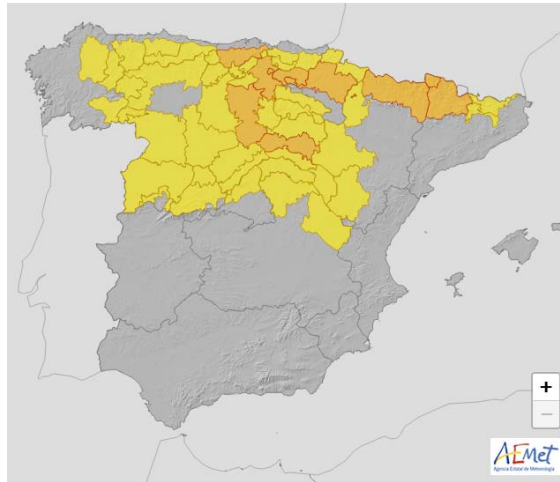 +
−
AEMet
Agencia Estatal de Meteorología